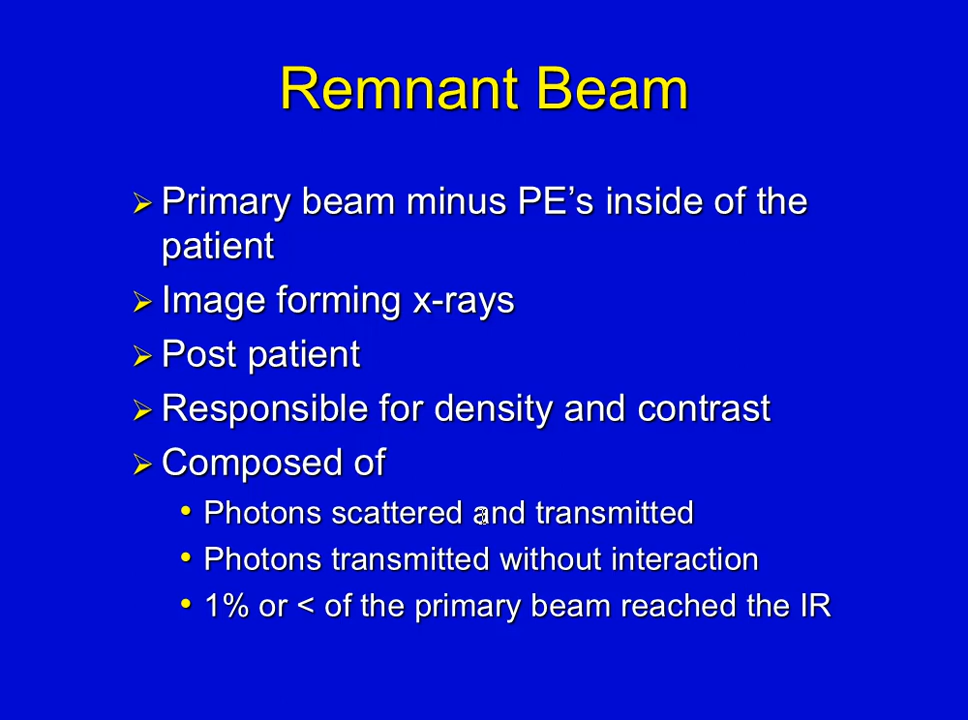 Remnant Beam
➢ Primary beam minus PE’s inside of the
patient
➢ Image forming x-rays
➢ Post patient
➢ Responsible for density and contrast
➢ Composed of
• Photons scattered and transmitted
• Photons transmitted without interaction
• 1% or < of the primary beam reached the IR